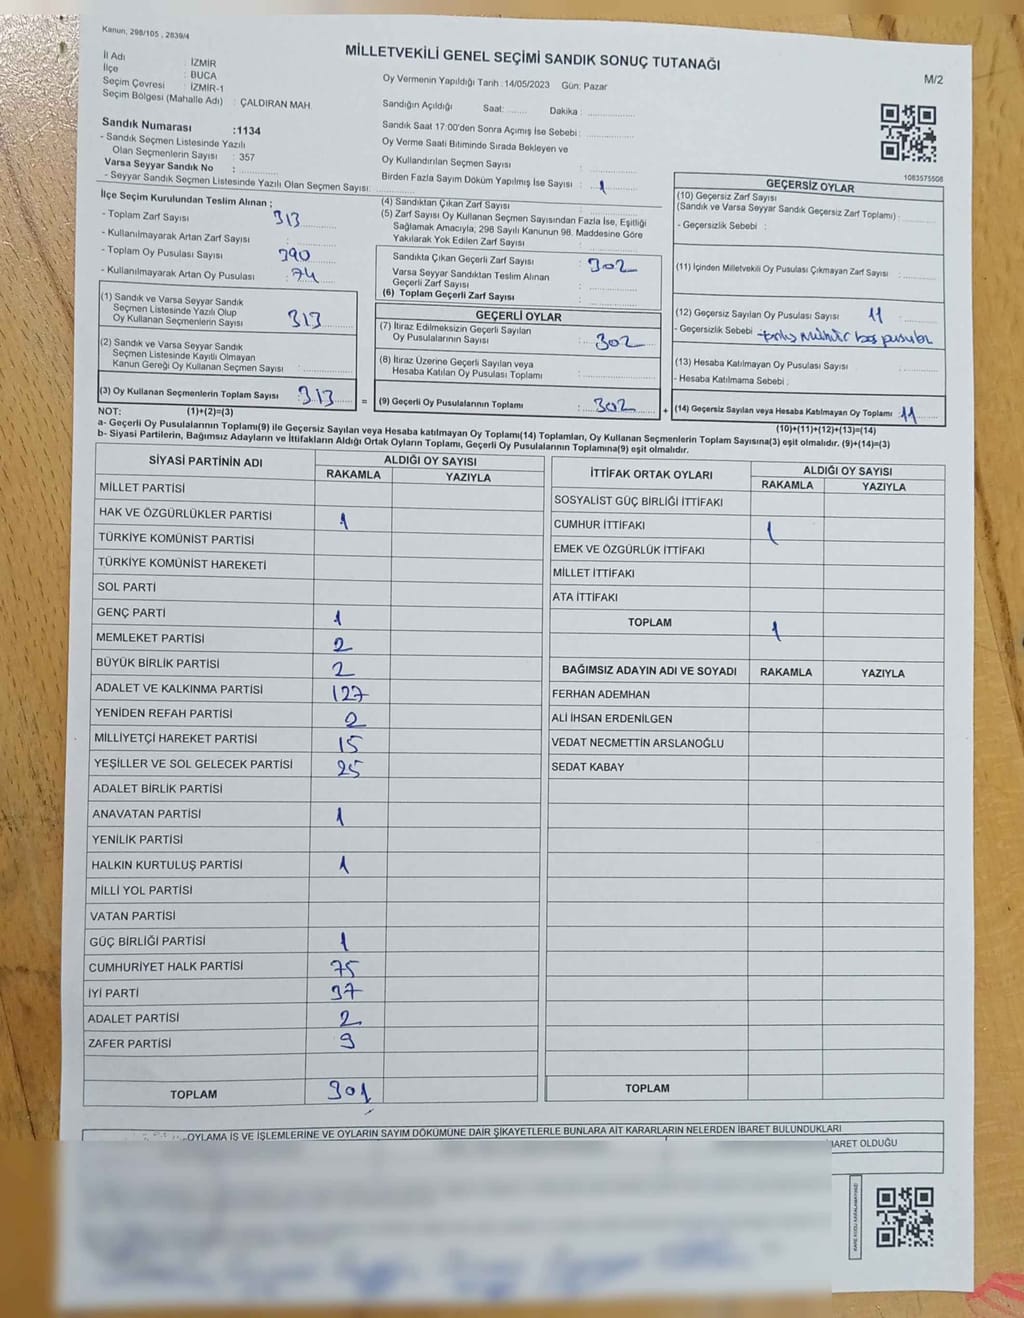 Kanun, 298/105 , 2839/4
MİLLETVEKİLİ GENEL SEÇİMİ SANDIK SONUÇ TUTANAĞI
M/2
İl Adı : İZMİR
İlçe : BUCA
Seçim Çevresi : İZMİR-1
Seçim Bölgesi (Mahalle Adı) : ÇALDIRAN MAH.
Sandık Numarası :1134
- Sandık Seçmen Listesinde Yazılı
Olan Seçmenlerin Sayısı : 357
Varsa Seyyar Sandık No :
- Seyyar Sandık Seçmen Listesinde Yazılı Olan Seçmen Sayısı:
Oy Vermenin Yapıldığı Tarih :14/05/2023 Gün: Pazar
Sandığın Açıldığı Saat: Dakika :
Sandık Saat 17:00'den Sonra Açımış İse Sebebi :
Oy Verme Saati Bitiminde Sırada Bekleyen ve
Oy Kullandırılan Seçmen Sayısı :
Birden Fazla Sayım Döküm Yapılmış İse Sayısı : 1
1083575508
İlçe Seçim Kurulundan Teslim Alınan ;
- Toplam Zarf Sayısı : 313
- Kullanılmayarak Artan Zarf Sayısı :
- Toplam Oy Pusulası Sayısı : 390
- Kullanılmayarak Artan Oy Pusulası : 74
(1) Sandık ve Varsa Seyyar Sandık
Seçmen Listesinde Yazılı Olup
Oy Kullanan Seçmenlerin Sayısı : 313
(2) Sandık ve Varsa Seyyar Sandık
Seçmen Listesinde Kayıtlı Olmayan
Kanun Gereği Oy Kullanan Seçmen Sayısı :
(3) Oy Kullanan Seçmenlerin Toplam Sayısı : 313 =
(4) Sandıktan Çıkan Zarf Sayısı :
(5) Zarf Sayısı Oy Kullanan Seçmen Sayısından Fazla İse, Eşitliği
Sağlamak Amacıyla; 298 Sayılı Kanunun 98. Maddesine Göre
Yakılarak Yok Edilen Zarf Sayısı :
Sandıkta Çıkan Geçerli Zarf Sayısı : 302
Varsa Seyyar Sandıktan Teslim Alınan
Geçerli Zarf Sayısı :
(6) Toplam Geçerli Zarf Sayısı :
GEÇERLİ OYLAR
(7) İtiraz Edilmeksizin Geçerli Sayılan
Oy Pusulalarının Sayısı : 302
(8) İtiraz Üzerine Geçerli Sayılan veya
Hesaba Katılan Oy Pusulası Toplamı :
(9) Geçerli Oy Pusulalarının Toplamı : 302 +
GEÇERSİZ OYLAR
(10) Geçersiz Zarf Sayısı
(Sandık ve Varsa Seyyar Sandık Geçersiz Zarf Toplamı) :
- Geçersizlik Sebebi :
(11) İçinden Milletvekili Oy Pusulası Çıkmayan Zarf Sayısı :
(12) Geçersiz Sayılan Oy Pusulası Sayısı : 11
- Geçersizlik Sebebi : mühür boş pusula
(13) Hesaba Katılmayan Oy Pusulası Sayısı :
- Hesaba Katılmama Sebebi :
(14) Geçersiz Sayılan veya Hesaba Katılmayan Oy Toplamı : 11
NOT: (1)+(2)=(3)
(10)+(11)+(12)+(13)=(14)
a- Geçerli Oy Pusulalarının Toplamı(9) ile Geçersiz Sayılan veya Hesaba katılmayan Oy Toplamı(14) Toplamları, Oy Kullanan Seçmenlerin Toplam Sayısına(3) eşit olmalıdır. (9)+(14)=(3)
b- Siyasi Partilerin, Bağımsız Adayların ve İttifakların Aldığı Ortak Oyların Toplamı, Geçerli Oy Pusulalarının Toplamına(9) eşit olmalıdır.
SİYASİ PARTİNİN ADI
ALDIĞI OY SAYISI
RAKAMLA YAZIYLA
MİLLET PARTİSİ
HAK VE ÖZGÜRLÜKLER PARTİSİ 1
TÜRKİYE KOMÜNİST PARTİSİ
TÜRKİYE KOMÜNİST HAREKETİ
SOL PARTİ
GENÇ PARTİ 1
MEMLEKET PARTİSİ 2
BÜYÜK BİRLİK PARTİSİ 2
ADALET VE KALKINMA PARTİSİ 127
YENİDEN REFAH PARTİSİ 2
MİLLİYETÇİ HAREKET PARTİSİ 15
YEŞİLLER VE SOL GELECEK PARTİSİ 25
ADALET BİRLİK PARTİSİ
ANAVATAN PARTİSİ 1
YENİLİK PARTİSİ
HALKIN KURTULUŞ PARTİSİ 1
MİLLİ YOL PARTİSİ
VATAN PARTİSİ
GÜÇ BİRLİĞİ PARTİSİ 1
CUMHURİYET HALK PARTİSİ 75
İYİ PARTİ 37
ADALET PARTİSİ 2
ZAFER PARTİSİ 9
TOPLAM 301
İTTİFAK ORTAK OYLARI
ALDIĞI OY SAYISI
RAKAMLA YAZIYLA
SOSYALİST GÜÇ BİRLİĞİ İTTİFAKI
CUMHUR İTTİFAKI 1
EMEK VE ÖZGÜRLÜK İTTİFAKI
MİLLET İTTİFAKI
ATA İTTİFAKI
TOPLAM 1
BAĞIMSIZ ADAYIN ADI VE SOYADI RAKAMLA YAZIYLA
FERHAN ADEMHAN
ALİ İHSAN ERDENİLGEN
VEDAT NECMETTİN ARSLANOĞLU
SEDAT KABAY
TOPLAM
OYLAMA İŞ VE İŞLEMLERİNE VE OYLARIN SAYIM DÖKÜMÜNE DAİR ŞİKAYETLERLE BUNLARA AİT KARARLARIN NELERDEN İBARET BULUNDUKLARI
İBARET OLDUĞU